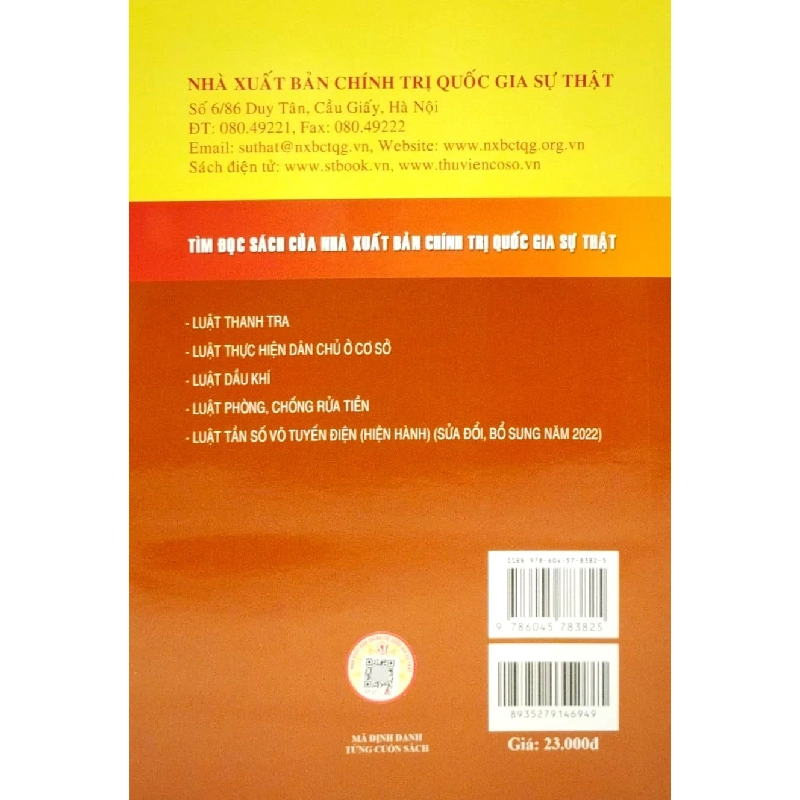 NHÀ XUẤT BẢN CHÍNH TRỊ QUỐC GIA SỰ THẬT
Số 6/86 Duy Tân, Cầu Giấy, Hà Nội
ĐT: 080.49221, Fax: 080.49222
Email: suthat@nxbctqg.vn, Website: www.nxbctqg.org.vn
Sách điện tử: www.stbook.vn, www.thuviencoso.vn
TÌM ĐỌC SÁCH CỦA NHÀ XUẤT BẢN CHÍNH TRỊ QUỐC GIA SỰ THẬT
- LUẬT THANH TRA
- LUẬT THỰC HIỆN DÂN CHỦ Ở CƠ SỞ
- LUẬT DẦU KHÍ
- LUẬT PHÒNG, CHỐNG RỬA TIỀN
- LUẬT TẦN SỐ VÔ TUYẾN ĐIỆN (HIỆN HÀNH) (SỬA ĐỔI, BỔ SUNG NĂM 2022)
978-604-57-8382-5
9 786045 783825
8935279146949
MÃ ĐỊNH DANH
TỪNG CUỐN SÁCH
Giá: 23.000đ